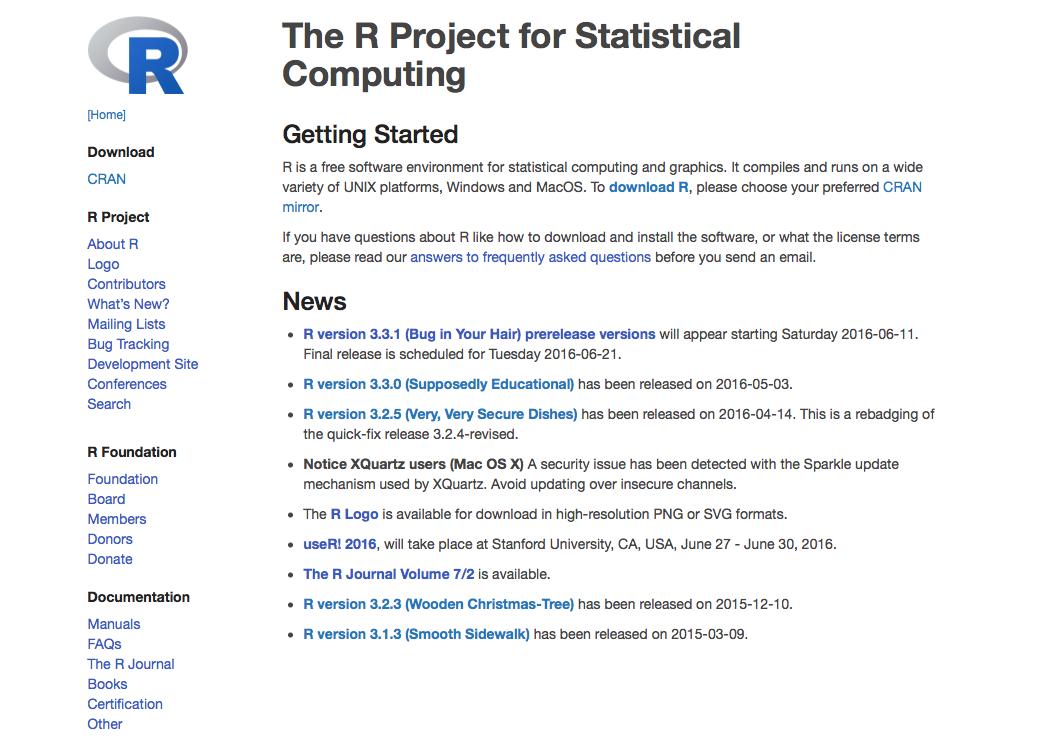 R
[Home]
Download
CRAN
R Project
About R
Logo
Contributors
What's New?
Mailing Lists
Bug Tracking
Development Site
Conferences
Search
R Foundation
Foundation
Board
Members
Donors
Donate
Documentation
Manuals
FAQs
The R Journal
Books
Certification
Other
The R Project for Statistical
Computing
Getting Started
R is a free software environment for statistical computing and graphics. It compiles and runs on a wide
variety of UNIX platforms, Windows and MacOS. To download R, please choose your preferred CRAN
mirror.
If you have questions about R like how to download and install the software, or what the license terms
are, please read our answers to frequently asked questions before you send an email.
News
• R version 3.3.1 (Bug in Your Hair) prerelease versions will appear starting Saturday 2016-06-11.
Final release is scheduled for Tuesday 2016-06-21.
• R version 3.3.0 (Supposedly Educational) has been released on 2016-05-03.
• R version 3.2.5 (Very, Very Secure Dishes) has been released on 2016-04-14. This is a rebadging of
the quick-fix release 3.2.4-revised.
• Notice XQuartz users (Mac OS X) A security issue has been detected with the Sparkle update
mechanism used by XQuartz. Avoid updating over insecure channels.
• The R Logo is available for download in high-resolution PNG or SVG formats.
• useR! 2016, will take place at Stanford University, CA, USA, June 27 - June 30, 2016.
• The R Journal Volume 7/2 is available.
• R version 3.2.3 (Wooden Christmas-Tree) has been released on 2015-12-10.
• R version 3.1.3 (Smooth Sidewalk) has been released on 2015-03-09.